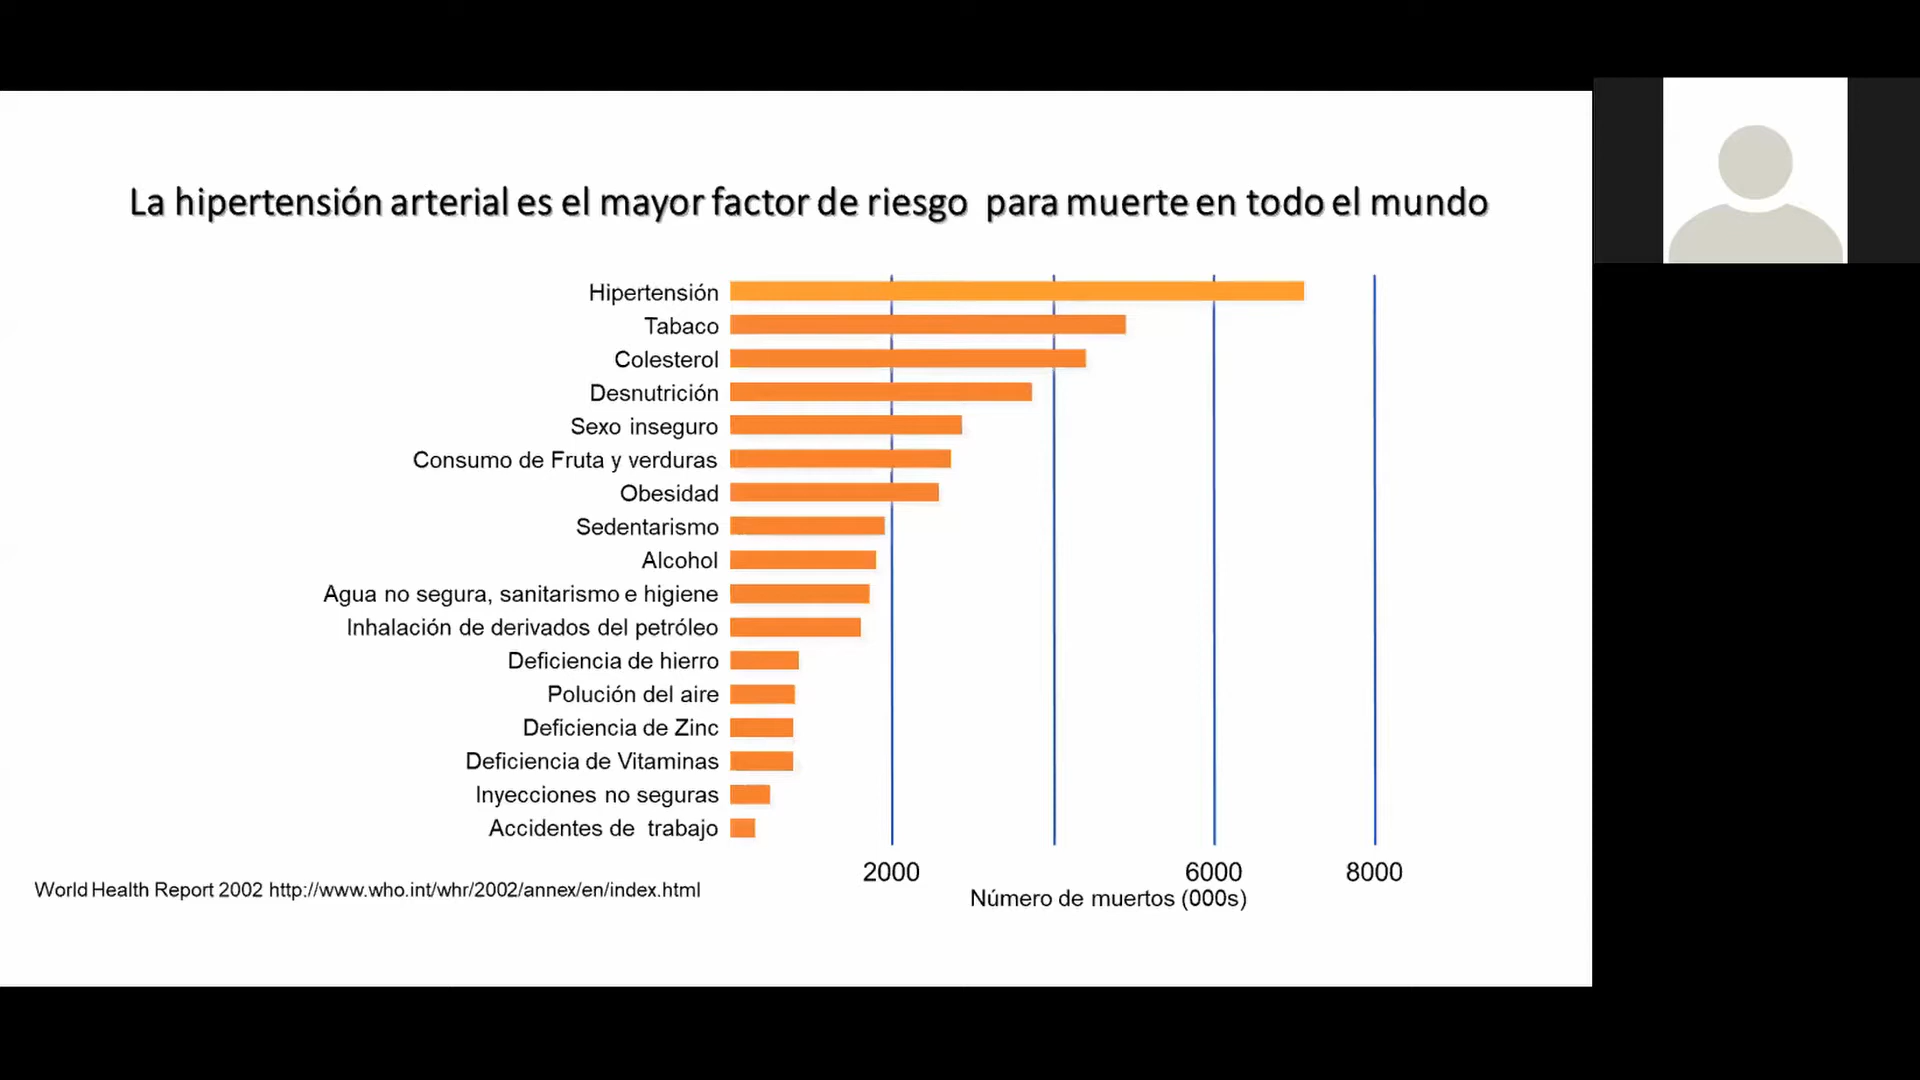 La hipertensión arterial es el mayor factor de riesgo para muerte en todo el mundo
Hipertensión
Tabaco
Colesterol
Desnutrición
Sexo inseguro
Consumo de Fruta y verduras
Obesidad
Sedentarismo
Alcohol
Agua no segura, sanitarismo e higiene
Inhalación de derivados del petróleo
Deficiencia de hierro
Polución del aire
Deficiencia de Zinc
Deficiencia de Vitaminas
Inyecciones no seguras
Accidentes de trabajo
2000 6000 8000
Número de muertos (000s)
World Health Report 2002 http://www.who.int/whr/2002/annex/en/index.html